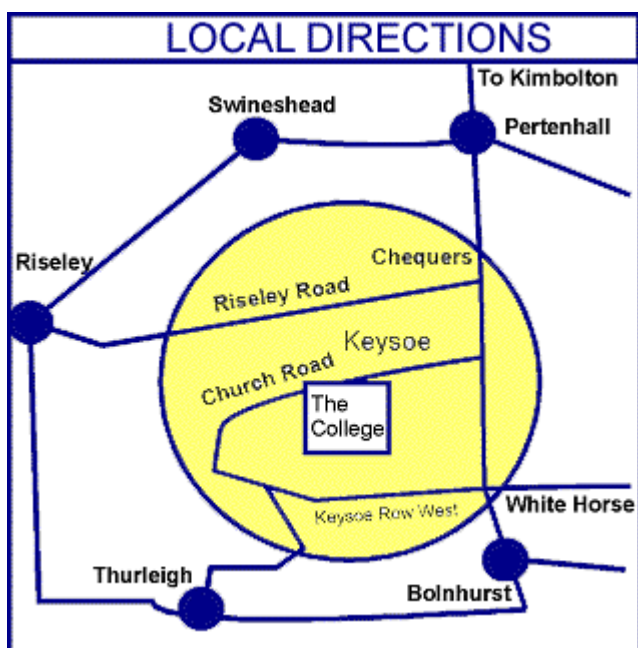 LOCAL DIRECTIONS
To Kimbolton
Swineshead
Pertenhall
Chequers
Riseley
Riseley Road
Keysoe
Church Road
The
College
Keysoe Row West
White Horse
Thurleigh
Bolnhurst